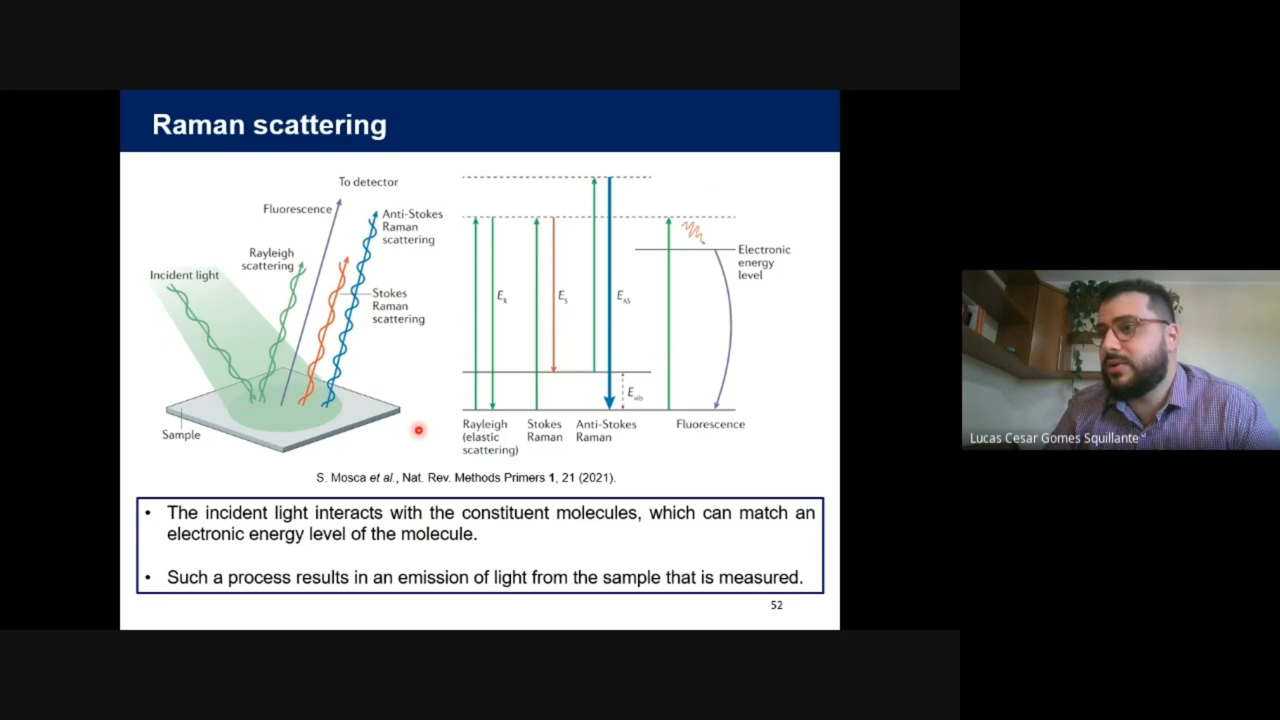 Raman scattering
To detector
Fluorescence
Anti-Stokes
Raman
scattering
Rayleigh
scattering
Incident light
Stokes
Raman
scattering
Sample
Electronic
energy
level
E_R
E_S
E_AS
E_vib
Rayleigh
(elastic
scattering)
Stokes
Raman
Anti-Stokes
Raman
Fluorescence
S. Mosca et al., Nat. Rev. Methods Primers 1, 21 (2021).
• The incident light interacts with the constituent molecules, which can match an
electronic energy level of the molecule.
• Such a process results in an emission of light from the sample that is measured.
52
Lucas Cesar Gomes Squillante